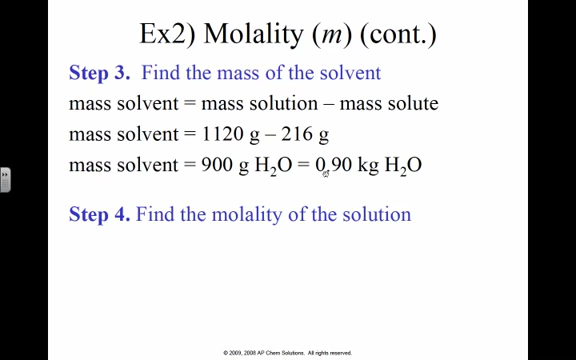 Ex2) Molality (m) (cont.)
Step 3. Find the mass of the solvent
mass solvent = mass solution – mass solute
mass solvent = 1120 g – 216 g
mass solvent = 900 g H₂O = 0.90 kg H₂O
Step 4. Find the molality of the solution
© 2009, 2008 AP Chem Solutions. All rights reserved.